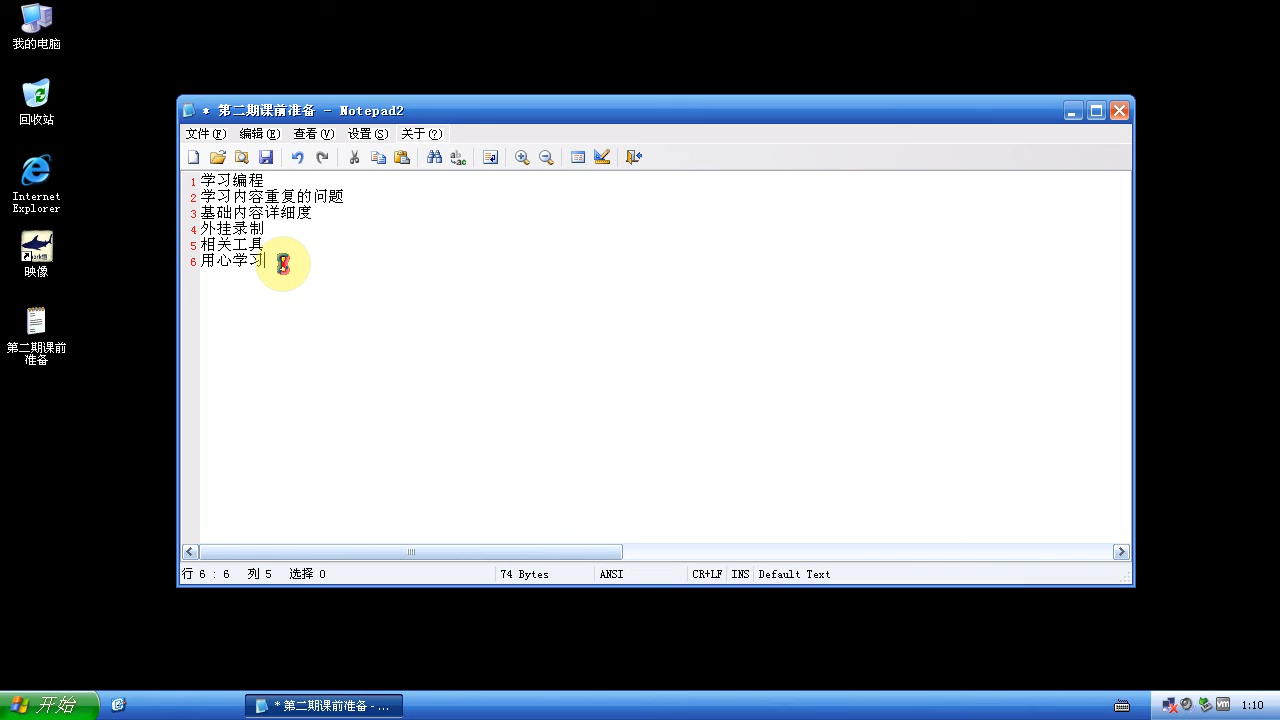 我的电脑
回收站
Internet
Explorer
映像
第二期课前
准备
* 第二期课前准备 - Notepad2
文件(F) 编辑(E) 查看(V) 设置(S) 关于(?)
1 学习编程
2 学习内容重复的问题
3 基础内容详细度
4 外挂录制
5 相关工具
6 用心学习
行 6 : 6 列 5 选择 0 74 Bytes ANSI CR+LF INS Default Text
开始 * 第二期课前准备 - ... 1:10